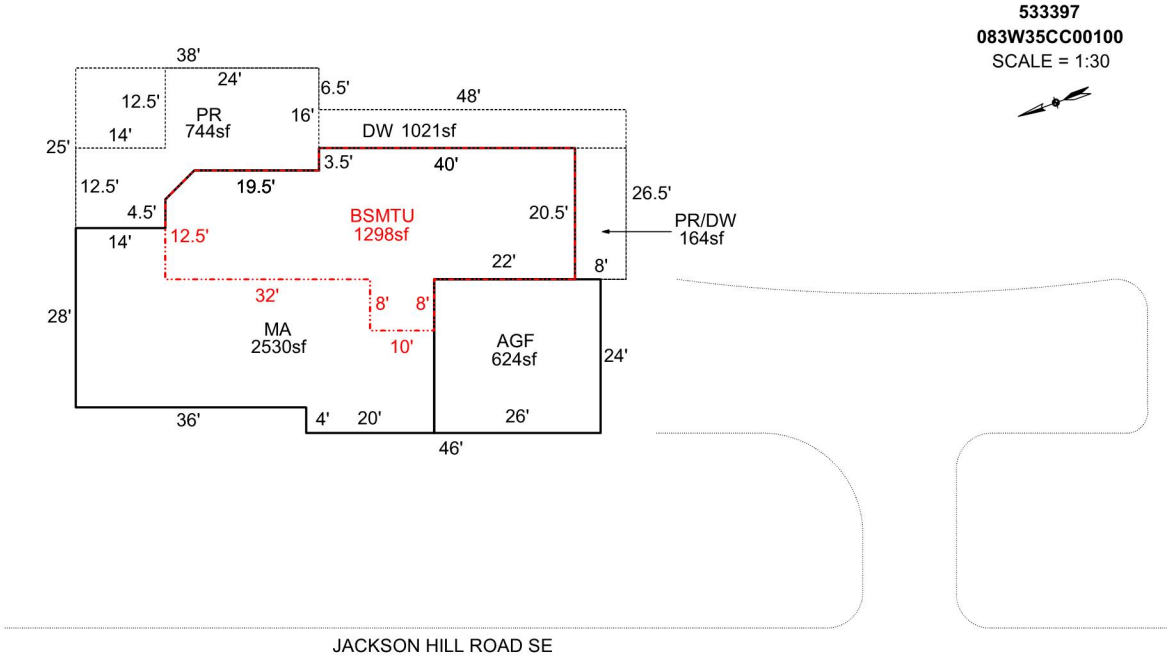 533397
083W35CC00100
SCALE = 1:30
38'
24'
6.5'
12.5'
48'
PR
744sf
16'
14'
DW 1021sf
25'
3.5'
40'
12.5'
19.5'
26.5'
4.5'
20.5'
BSMTU
1298sf
PR/DW
164sf
14'
12.5'
22'
8'
32'
8'
8'
28'
MA
2530sf
10'
AGF
624sf
24'
36'
4'
20'
26'
46'
JACKSON HILL ROAD SE